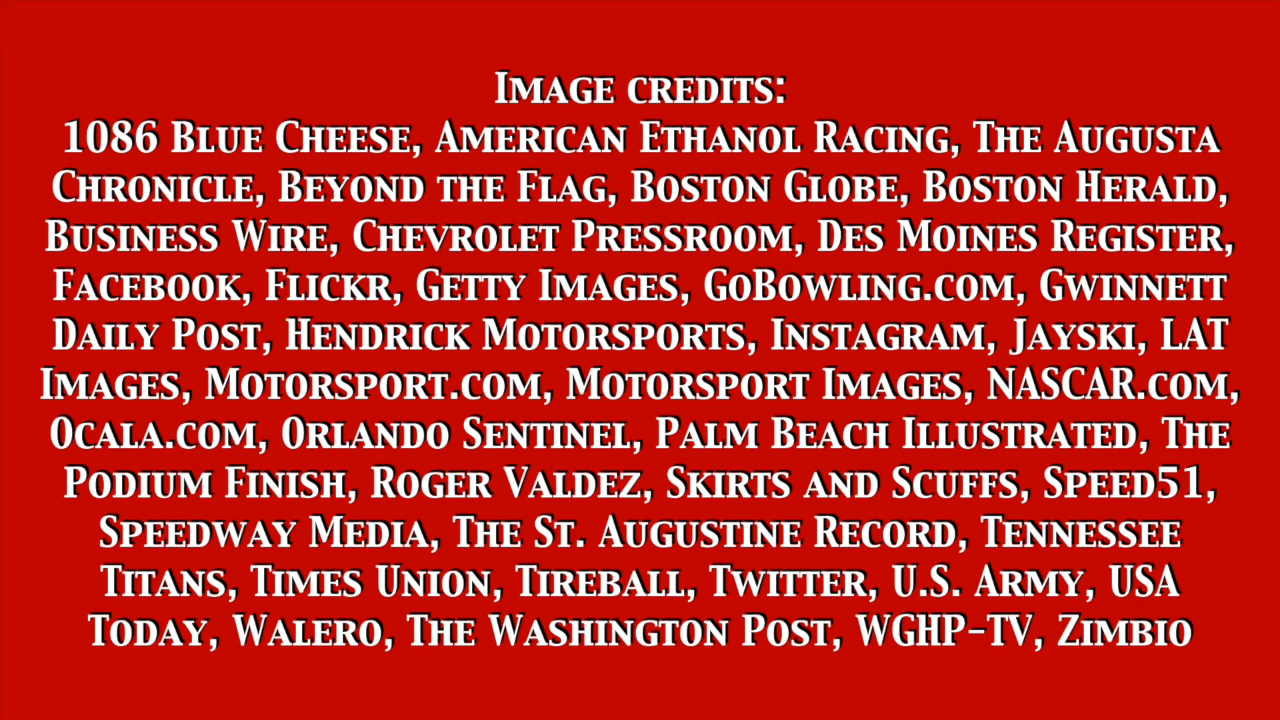 Image credits:
1086 Blue Cheese, American Ethanol Racing, The Augusta
Chronicle, Beyond the Flag, Boston Globe, Boston Herald,
Business Wire, Chevrolet Pressroom, Des Moines Register,
Facebook, Flickr, Getty Images, GoBowling.com, Gwinnett
Daily Post, Hendrick Motorsports, Instagram, Jayski, LAT
Images, Motorsport.com, Motorsport Images, NASCAR.com,
Ocala.com, Orlando Sentinel, Palm Beach Illustrated, The
Podium Finish, Roger Valdez, Skirts and Scuffs, Speed51,
Speedway Media, The St. Augustine Record, Tennessee
Titans, Times Union, Tireball, Twitter, U.S. Army, USA
Today, Walero, The Washington Post, WGHP-TV, Zimbio